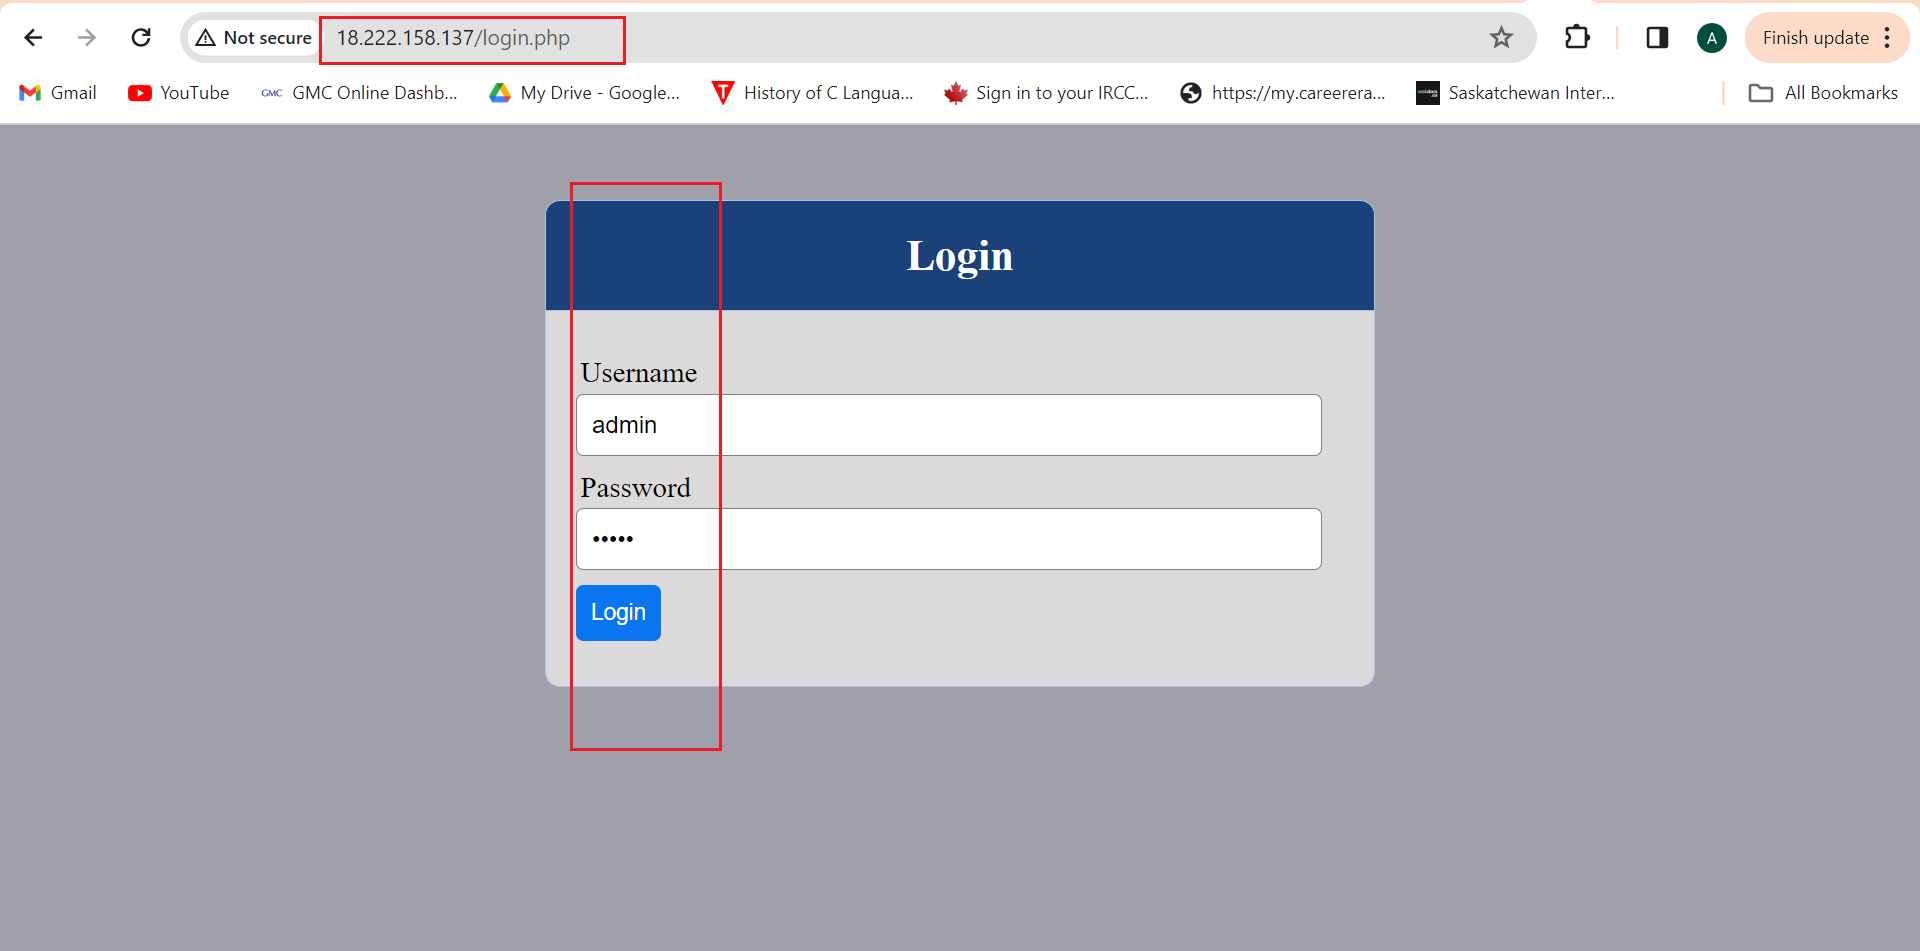 Not secure 18.222.158.137/login.php A Finish update
Gmail YouTube GMC GMC Online Dashb... My Drive - Google... T History of C Langua... Sign in to your IRCC... https://my.careerera... Saskatchewan Inter... All Bookmarks
Login
Username
admin
Password
•••••
Login